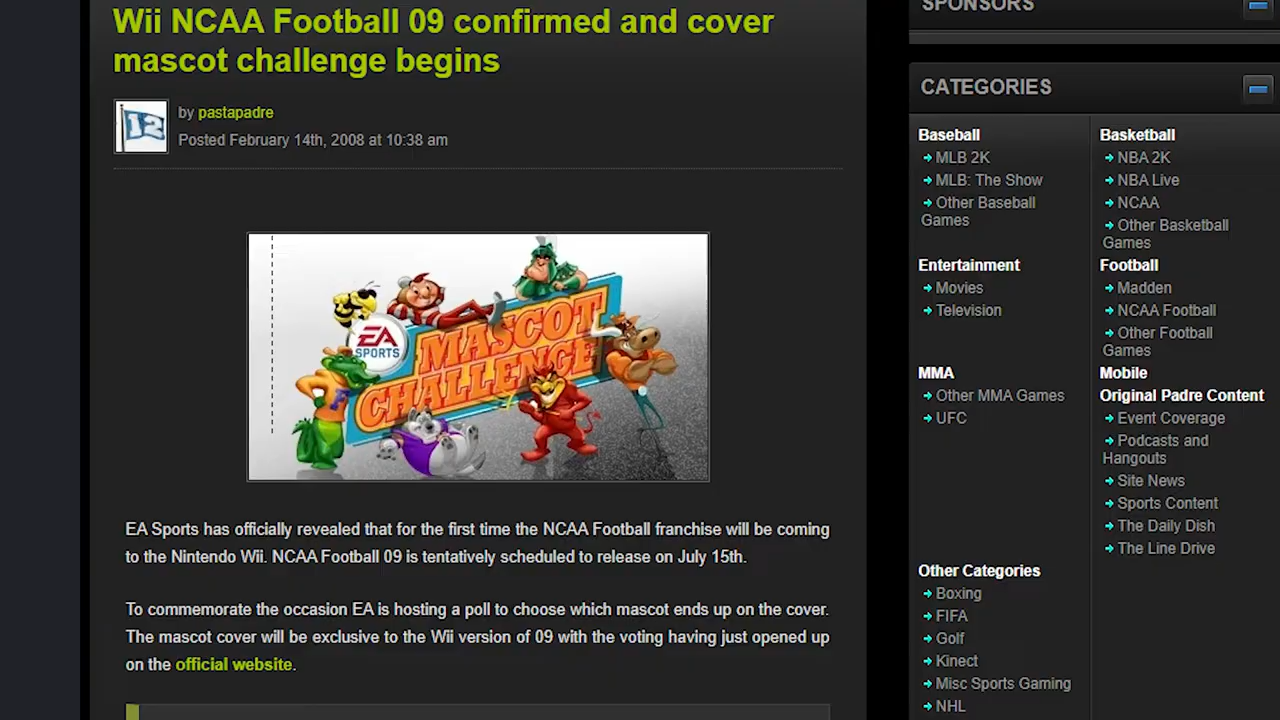 Wii NCAA Football 09 confirmed and cover
mascot challenge begins
12
by pastapadre
Posted February 14th, 2008 at 10:38 am
EA
SPORTS
MASCOT
CHALLENGE
F
EA Sports has officially revealed that for the first time the NCAA Football franchise will be coming
to the Nintendo Wii. NCAA Football 09 is tentatively scheduled to release on July 15th.
To commemorate the occasion EA is hosting a poll to choose which mascot ends up on the cover.
The mascot cover will be exclusive to the Wii version of 09 with the voting having just opened up
on the official website.
SPONSORS
CATEGORIES
Baseball
MLB 2K
MLB: The Show
Other Baseball
Games
Basketball
NBA 2K
NBA Live
NCAA
Other Basketball
Games
Entertainment
Movies
Television
Football
Madden
NCAA Football
Other Football
Games
MMA
Other MMA Games
UFC
Mobile
Original Padre Content
Event Coverage
Podcasts and
Hangouts
Site News
Sports Content
The Daily Dish
The Line Drive
Other Categories
Boxing
FIFA
Golf
Kinect
Misc Sports Gaming
NHL